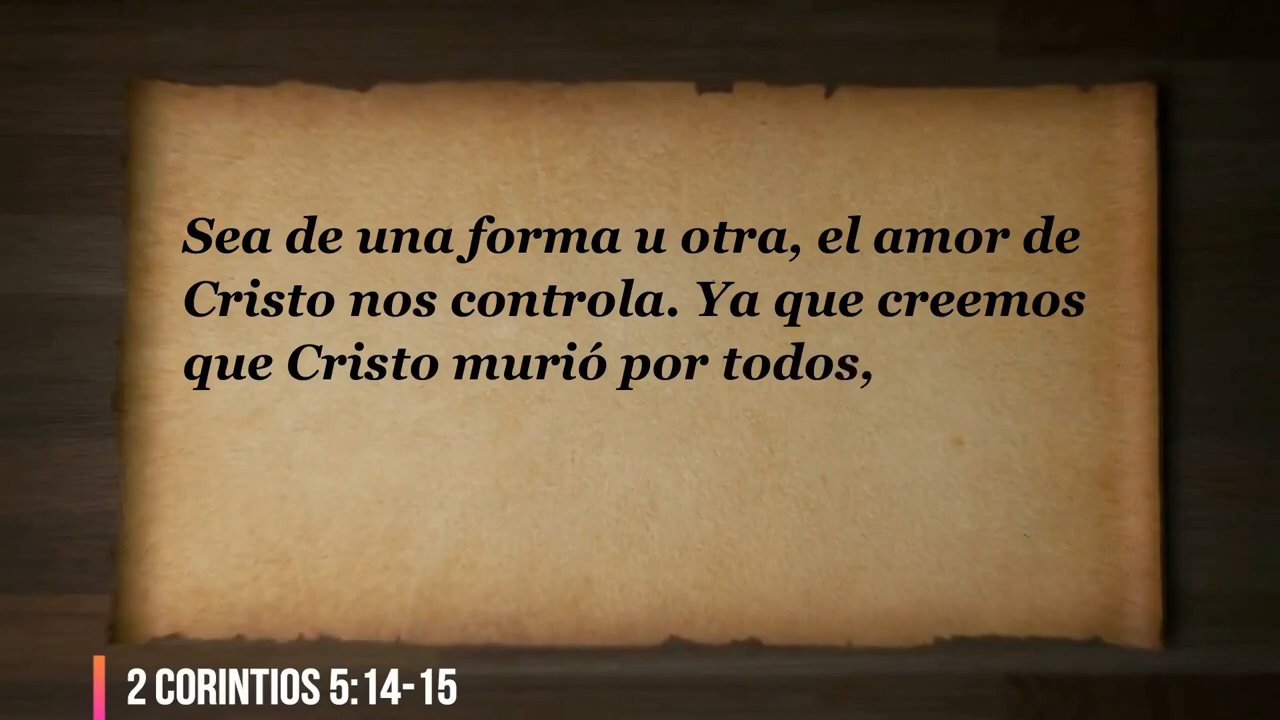 Sea de una forma u otra, el amor de
Cristo nos controla. Ya que creemos
que Cristo murió por todos,
2 CORINTIOS 5:14-15